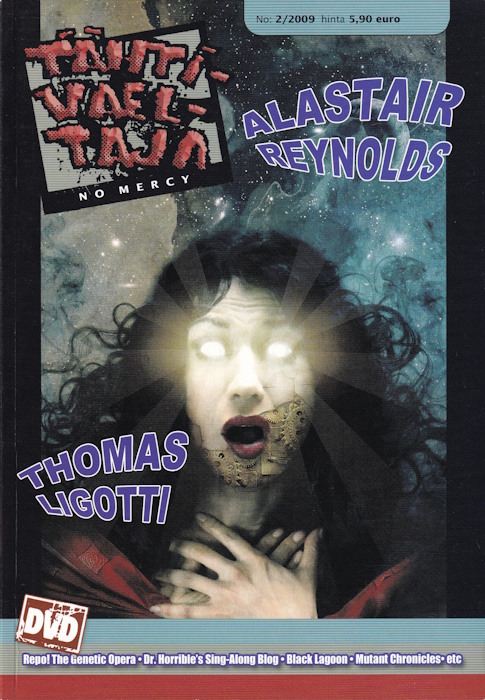 No: 2/2009 hinta 5,90 euro
TÄHTI-
VAEL-
TAJA
NO MERCY
ALASTAIR
REYNOLDS
THOMAS
LIGOTTI
DVD
Repo! The Genetic Opera • Dr. Horrible's Sing-Along Blog • Black Lagoon • Mutant Chronicles• etc